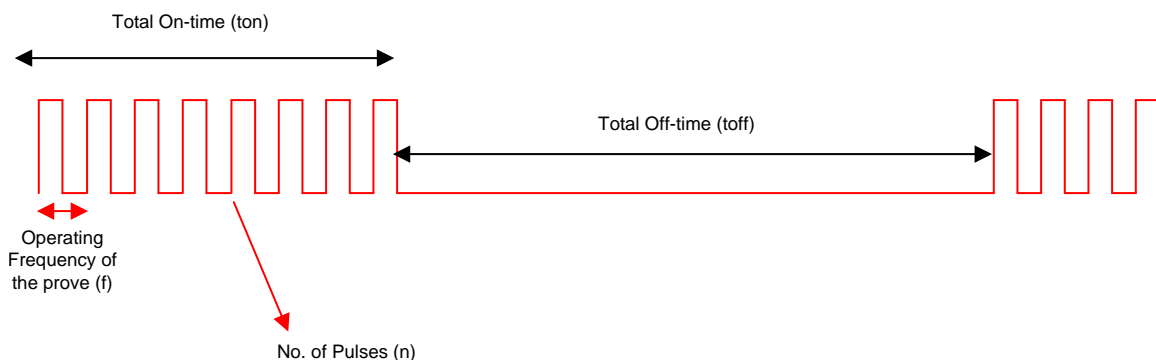 Total On-time (ton)
Total Off-time (toff)
Operating
Frequency of
the prove (f)
No. of Pulses (n)